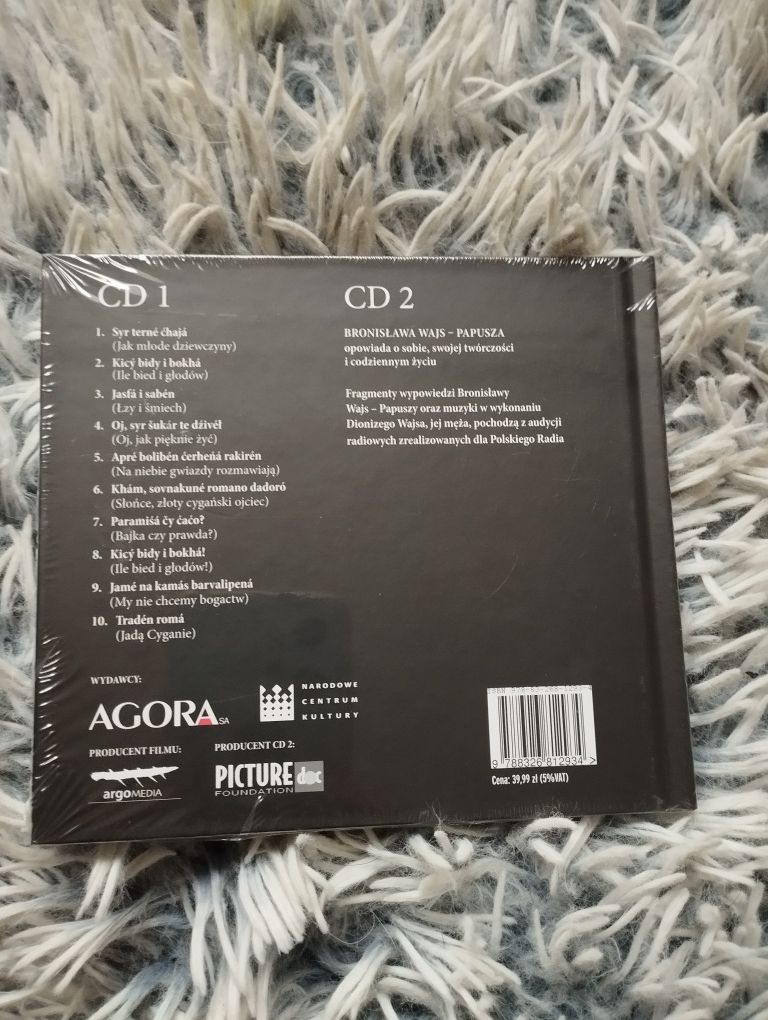 CD 1
1. Syr terné ćhajá
(Jak młode dziewczyny)
2. Kicý bidy i bokhá
(Ile bied i głodów)
3. Jasfá i sabén
(Łzy i śmiech)
4. Oj, syr šukár te dživél
(Oj, jak pięknie żyć)
5. Apré bolibén ćerheńá rakirén
(Na niebie gwiazdy rozmawiają)
6. Khám, sovnakuné romano dadoró
(Słońce, złoty cygański ojciec)
7. Paramišá čy ćaćo?
(Bajka czy prawda?)
8. Kicý bidy i bokhá!
(Ile bied i głodów!)
9. Jamé na kamás barvalipená
(My nie chcemy bogactw)
10. Tradén romá
(Jadą Cyganie)
CD 2
BRONISŁAWA WAJS – PAPUSZA
opowiada o sobie, swojej twórczości
i codziennym życiu
Fragmenty wypowiedzi Bronisławy
Wajs – Papuszy oraz muzyki w wykonaniu
Dionizego Wajsa, jej męża, pochodzą z audycji
radiowych zrealizowanych dla Polskiego Radia
WYDAWCY:
AGORA SA
NARODOWE
CENTRUM
KULTURY
PRODUCENT FILMU:
argoMEDIA
PRODUCENT CD 2:
PICTURE doc
FOUNDATION
9 788326 812934 >
Cena: 39,99 zł (5%VAT)